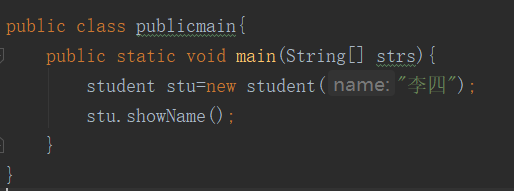 public class publicmain{
public static void main(String[] strs){
student stu=new student( name: "李四");
stu.showName();
}
}